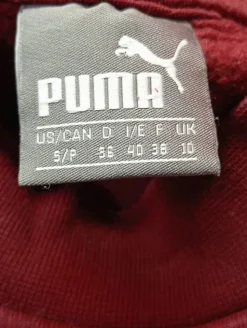 PUMA
US/CAN D I/E F UK
S/P 36 40 38 10